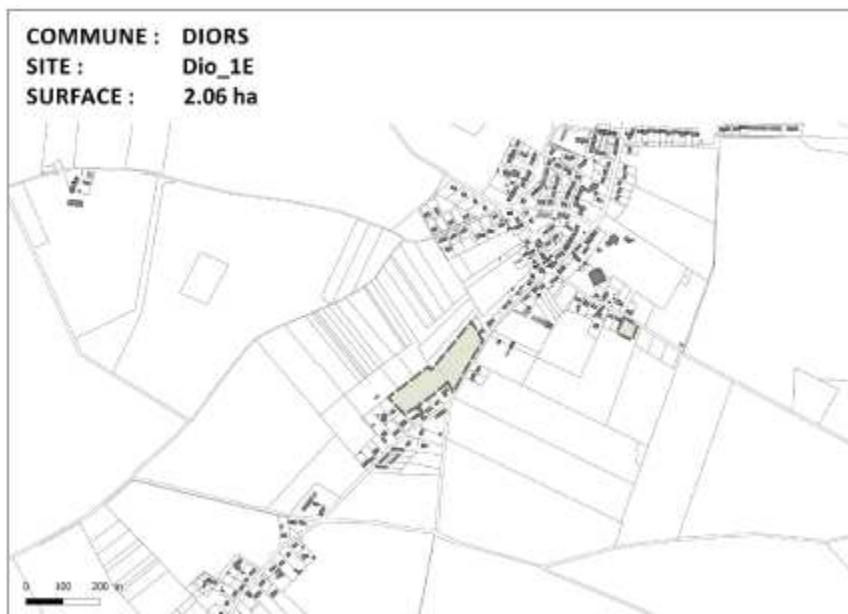 COMMUNE : DIORS
SITE : Dio_1E
SURFACE : 2.06 ha
0 100 200 m